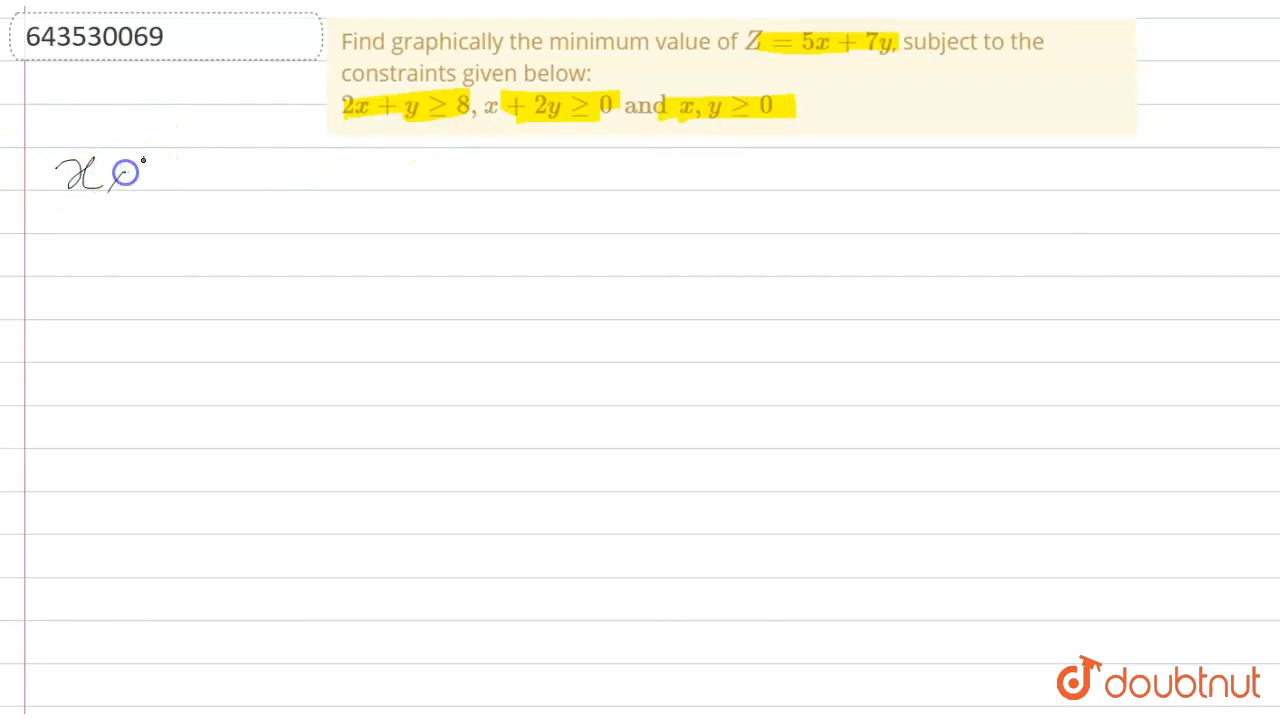 643530069
Find graphically the minimum value of Z = 5x + 7y, subject to the
constraints given below:
2x + y ≥ 8, x + 2y ≥ 0 and x, y ≥ 0
x
doubtnut